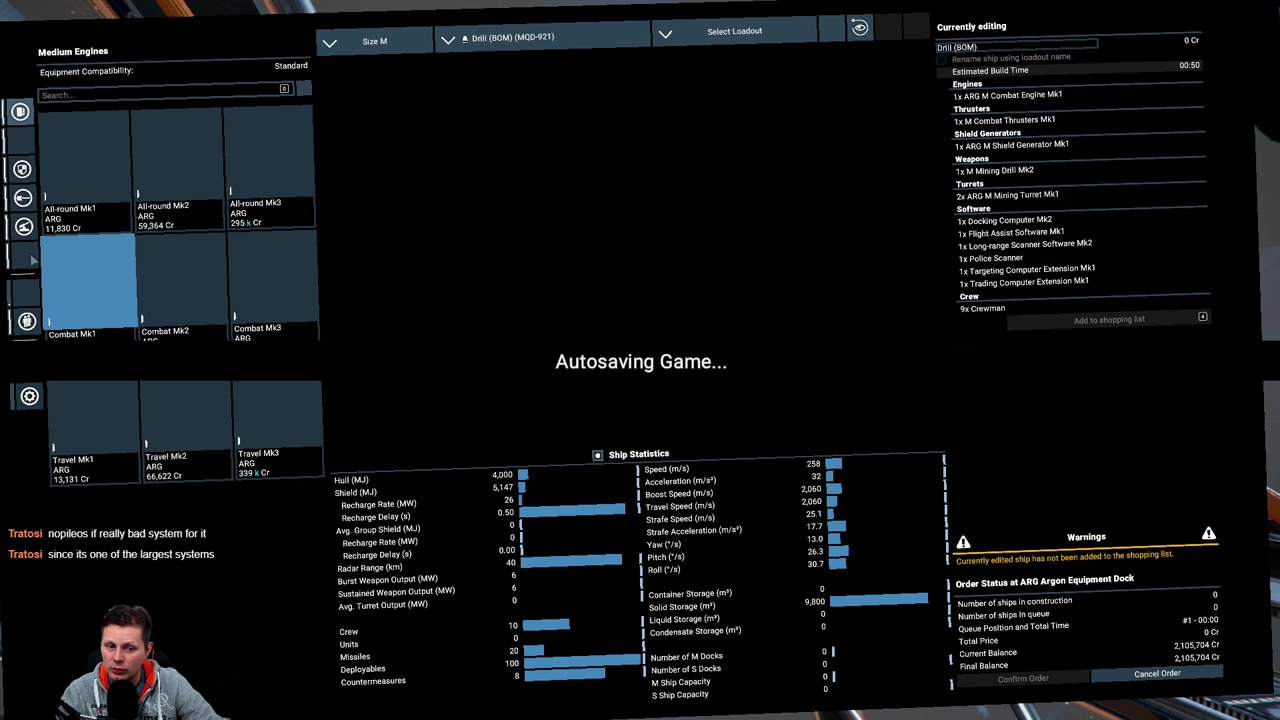 Medium Engines
Equipment Compatibility:
Standard
Search...
0
All-round Mk1
ARG
11,830 Cr
All-round Mk2
ARG
59,364 Cr
All-round Mk3
ARG
295 k Cr
Combat Mk1
Combat Mk2
Combat Mk3
Travel Mk1
ARG
13,131 Cr
Travel Mk2
ARG
66,622 Cr
Travel Mk3
ARG
339 k Cr
Size M
Drill (BOM) (MQD-921)
Select Loadout
Autosaving Game...
Tratosi nopileos if really bad system for it
Tratosi since its one of the largest systems
Ship Statistics
Hull (MJ) 4,000
Shield (MJ) 5,147
Recharge Rate (MW) 26
Recharge Delay (s) 0.50
Avg. Group Shield (MJ) 0
Recharge Rate (MW) 0
Recharge Delay (s) 0.00
Radar Range (km) 40
Burst Weapon Output (MW) 6
Sustained Weapon Output (MW) 6
Avg. Turret Output (MW) 0
Crew 10
Units 0
Missiles 20
Deployables 100
Countermeasures 8
Speed (m/s) 258
Acceleration (m/s²) 32
Boost Speed (m/s) 2,060
Travel Speed (m/s) 2,060
Strafe Speed (m/s) 25.1
Strafe Acceleration (m/s²) 17.7
Yaw (°/s) 13.0
Pitch (°/s) 26.3
Roll (°/s) 30.7
Container Storage (m³) 0
Solid Storage (m³) 9,800
Liquid Storage (m³) 0
Condensate Storage (m³) 0
Number of M Docks 0
Number of S Docks 0
M Ship Capacity 0
S Ship Capacity 0
Currently editing
Drill (BOM)
0 Cr
Rename ship using loadout name
Estimated Build Time 00:50
Engines
1x ARG M Combat Engine Mk1
Thrusters
1x M Combat Thrusters Mk1
Shield Generators
1x ARG M Shield Generator Mk1
Weapons
1x M Mining Drill Mk2
Turrets
2x ARG M Mining Turret Mk1
Software
1x Docking Computer Mk2
1x Flight Assist Software Mk1
1x Long-range Scanner Software Mk2
1x Police Scanner
1x Targeting Computer Extension Mk1
1x Trading Computer Extension Mk1
Crew
9x Crewman
Add to shopping list
4
Warnings
Currently edited ship has not been added to the shopping list.
Order Status at ARG Argon Equipment Dock
Number of ships in construction 0
Number of ships in queue 0
Queue Position and Total Time #1 - 00:00
Total Price 0 Cr
Current Balance 2,105,704 Cr
Final Balance 2,105,704 Cr
Confirm Order
Cancel Order